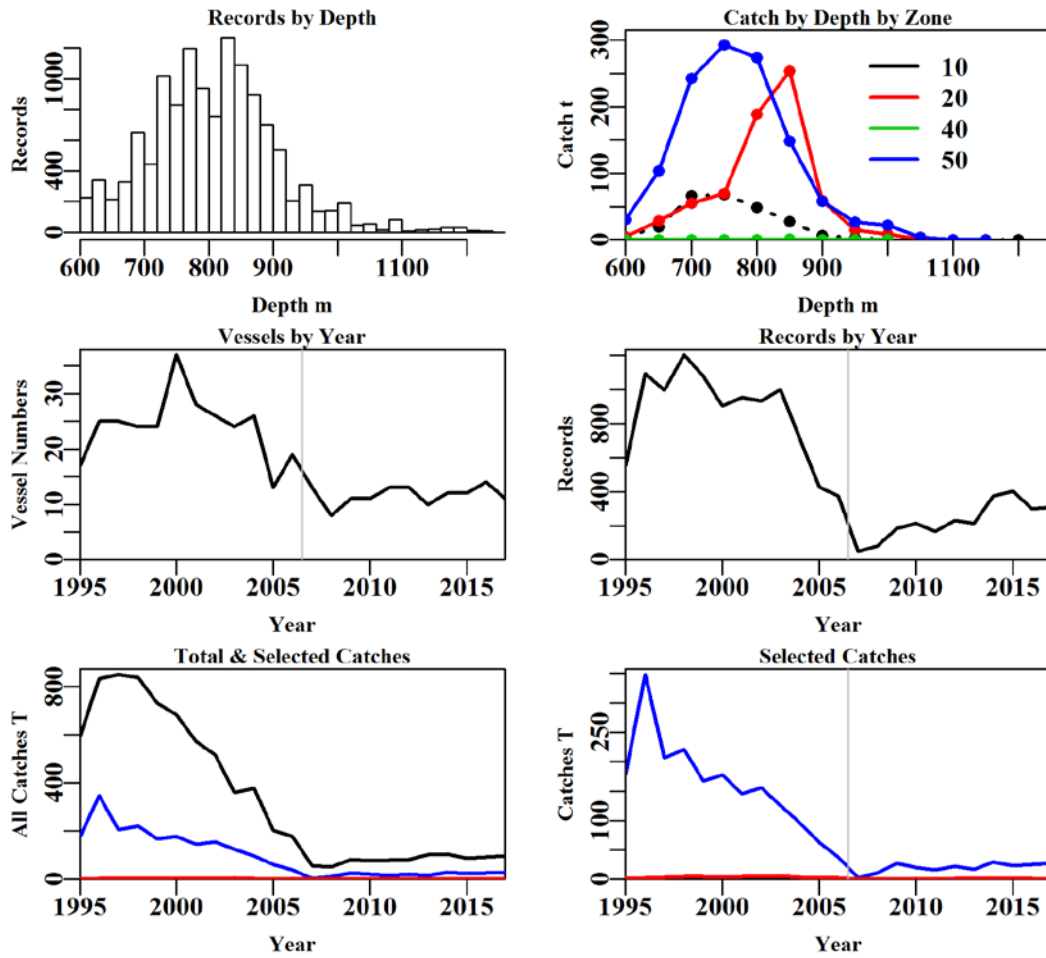 Records by Depth
Records
0 400 1000
600 700 800 900 1100
Depth m
Catch by Depth by Zone
Catch t
0 100 200 300
10
20
40
50
600 700 800 900 1100
Depth m
Vessels by Year
Vessel Numbers
0 10 20 30
1995 2000 2005 2010 2015
Year
Records by Year
Records
0 400 800
1995 2000 2005 2010 2015
Year
Total & Selected Catches
All Catches T
0 400 800
1995 2000 2005 2010 2015
Year
Selected Catches
Catches T
0 100 250
1995 2000 2005 2010 2015
Year